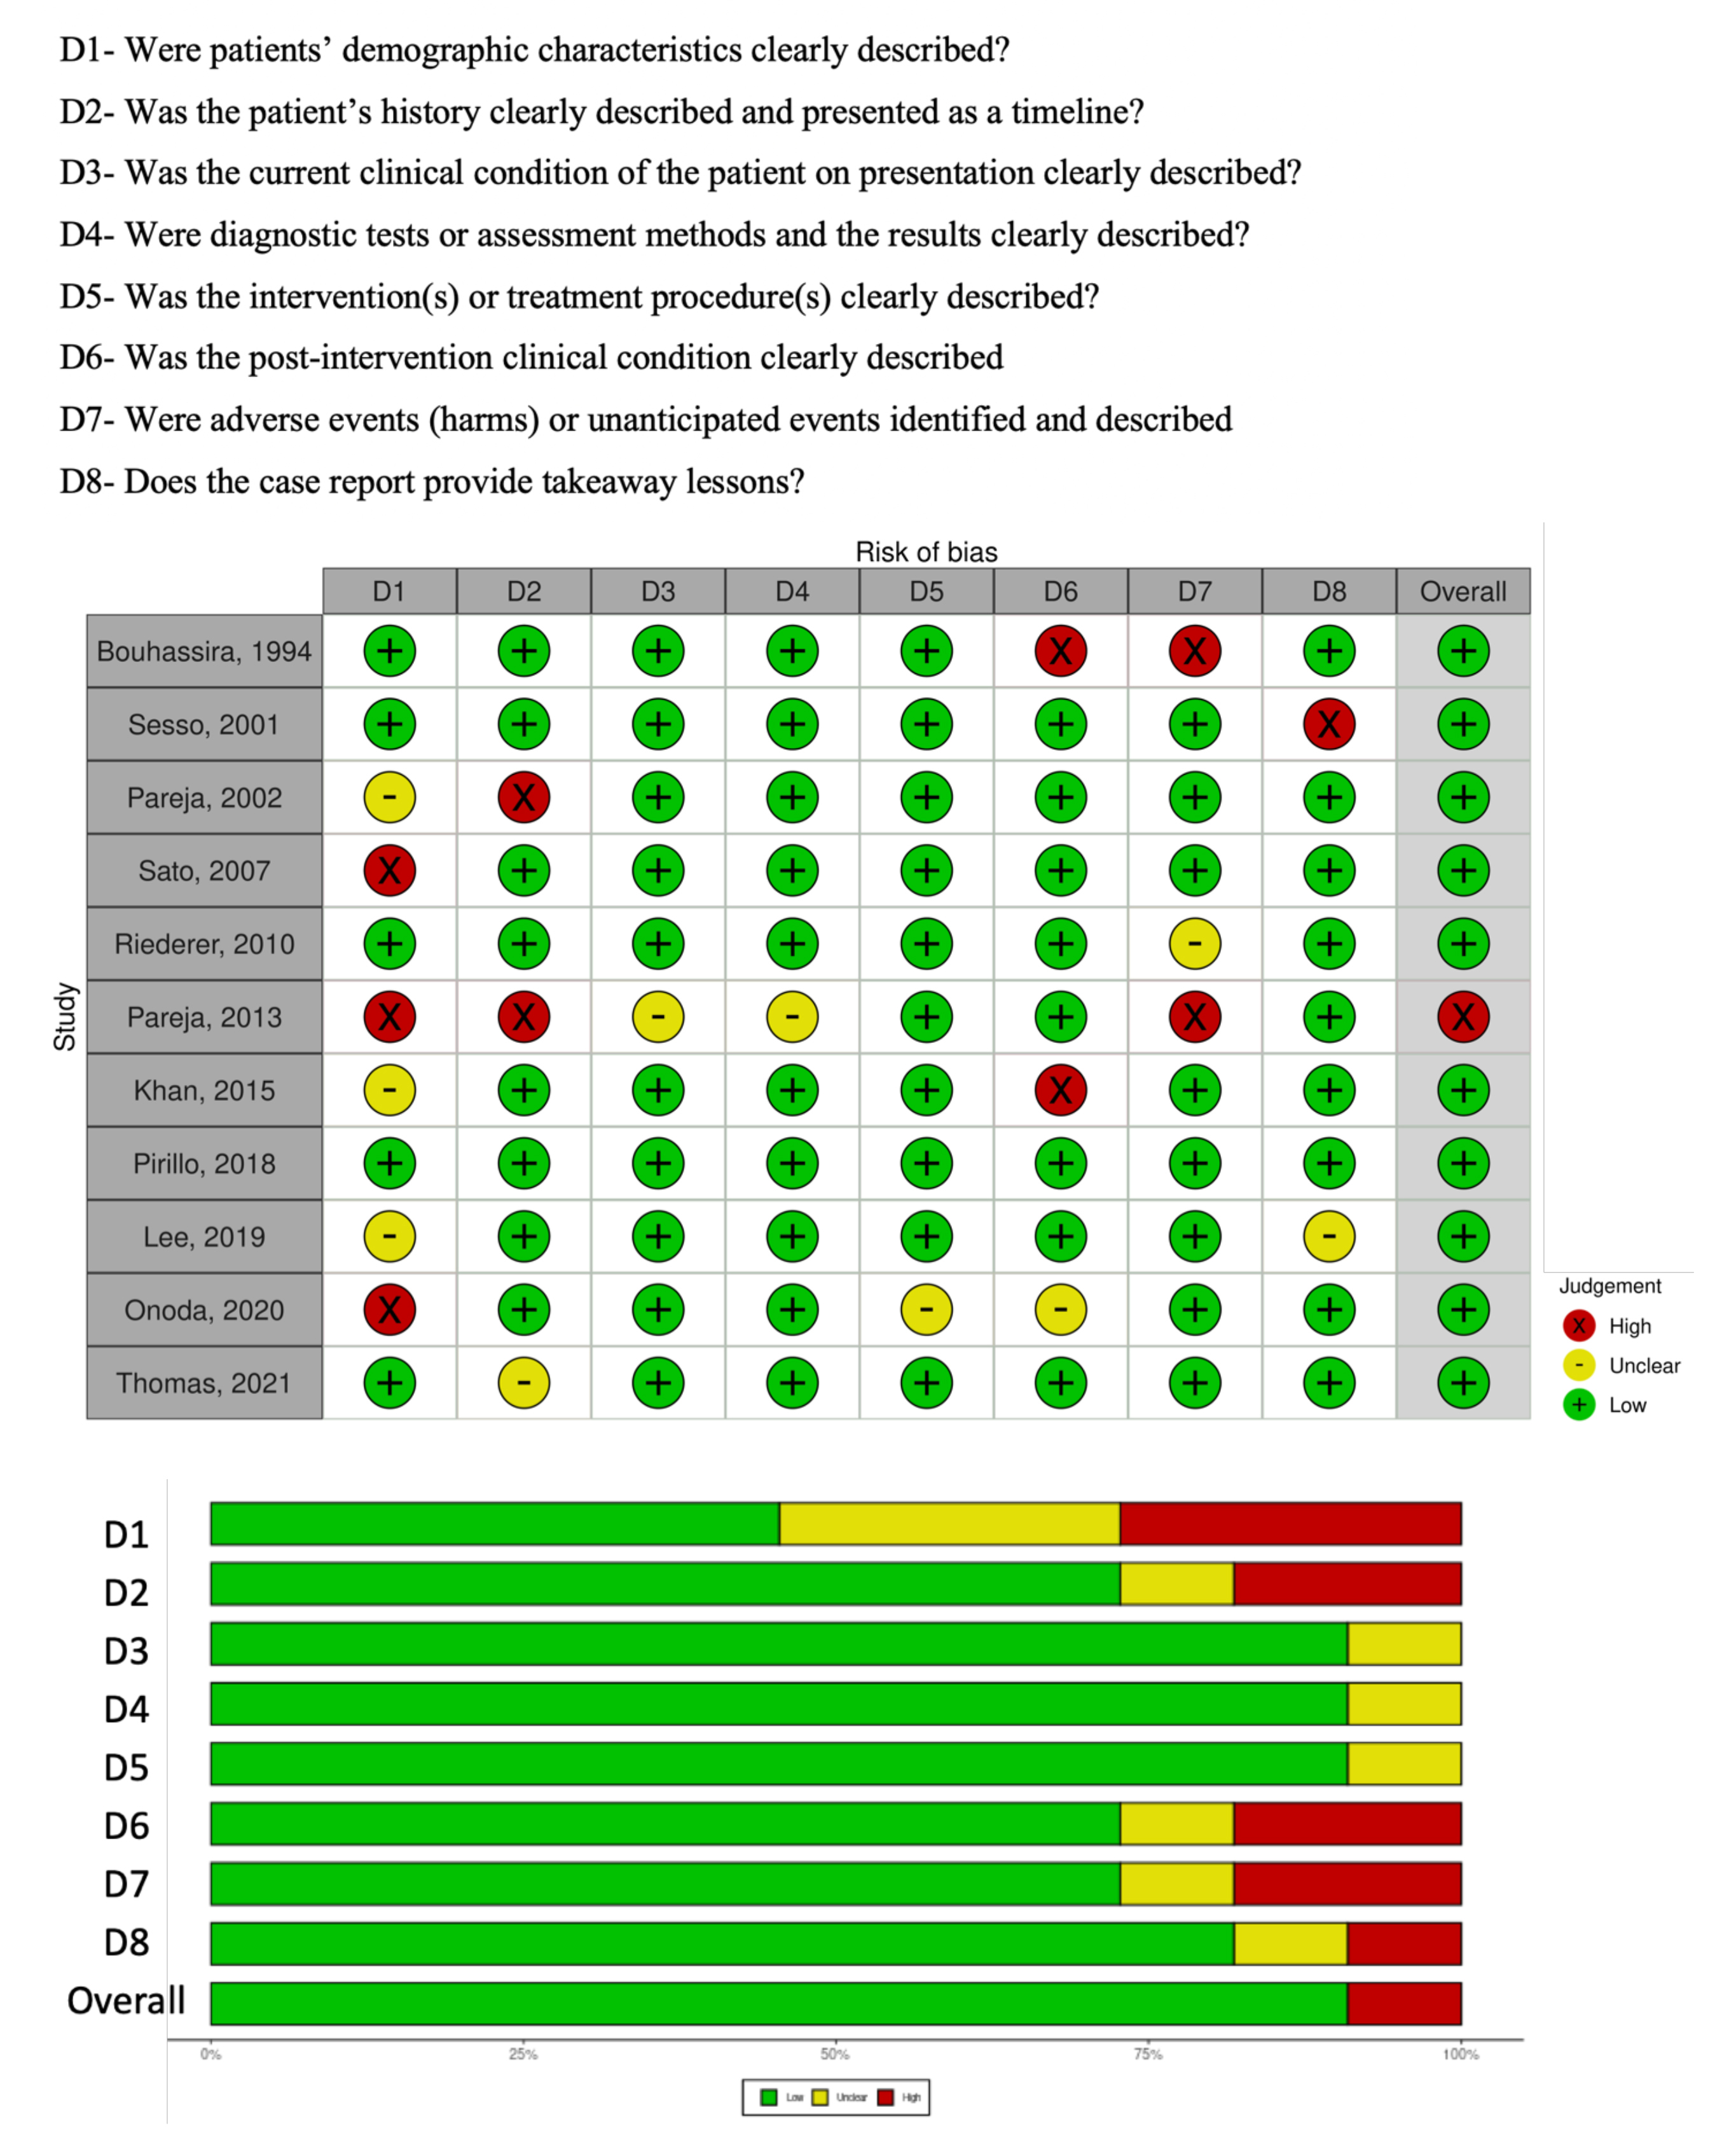 D1- Were patients’ demographic characteristics clearly described?
D2- Was the patient’s history clearly described and presented as a timeline?
D3- Was the current clinical condition of the patient on presentation clearly described?
D4- Were diagnostic tests or assessment methods and the results clearly described?
D5- Was the intervention(s) or treatment procedure(s) clearly described?
D6- Was the post-intervention clinical condition clearly described
D7- Were adverse events (harms) or unanticipated events identified and described
D8- Does the case report provide takeaway lessons?
Risk of bias
D1 D2 D3 D4 D5 D6 D7 D8 Overall
Bouhassira, 1994 + + + + + X X + +
Sesso, 2001 + + + + + + + X +
Pareja, 2002 - X + + + + + + +
Sato, 2007 X + + + + + + + +
Riederer, 2010 + + + + + + - + +
Pareja, 2013 X X - - + + X + X
Khan, 2015 - + + + + X + + +
Pirillo, 2018 + + + + + + + + +
Lee, 2019 - + + + + + + - +
Onoda, 2020 X + + + - - + + +
Thomas, 2021 + - + + + + + + +
Study
Judgement
X High
- Unclear
+ Low
D1
D2
D3
D4
D5
D6
D7
D8
Overall
0% 25% 50% 75% 100%
Low Unclear High